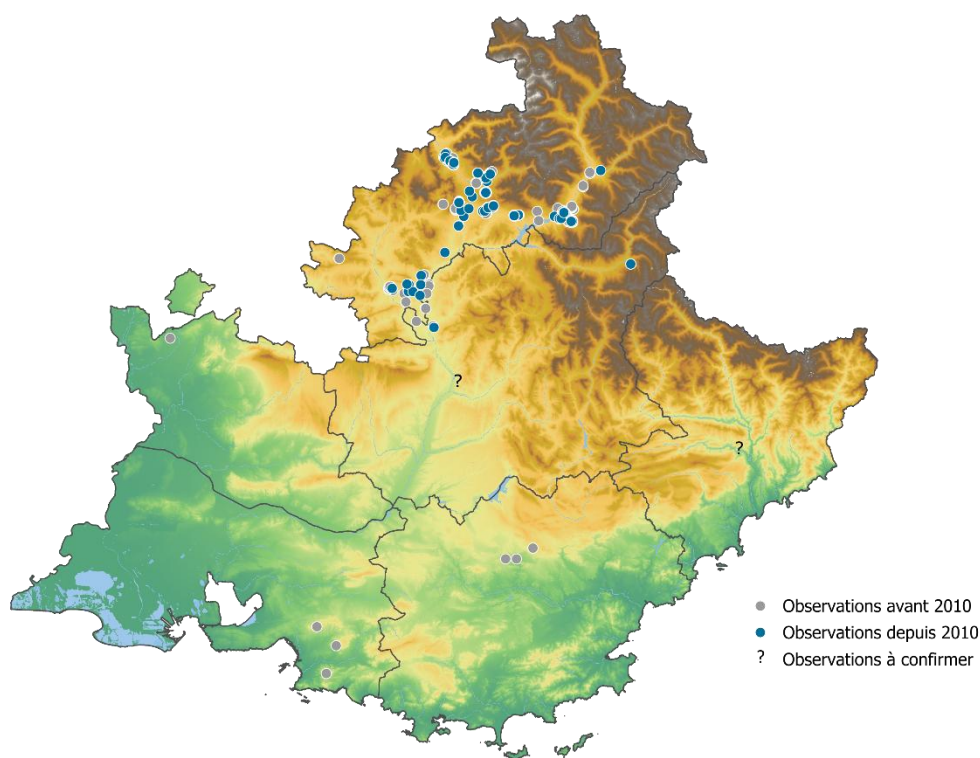 ?
?
Observations avant 2010
Observations depuis 2010
? Observations à confirmer